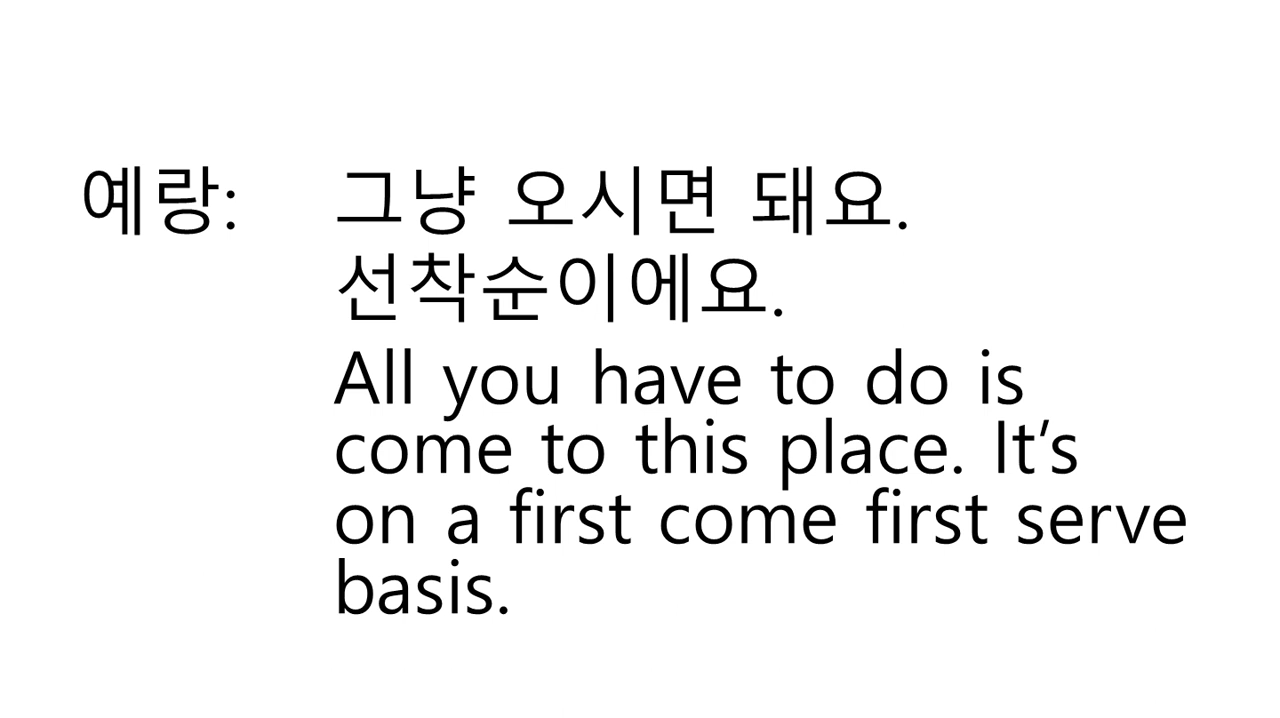 예랑: 그냥 오시면 돼요.
선착순이에요.
All you have to do is
come to this place. It’s
on a first come first serve
basis.